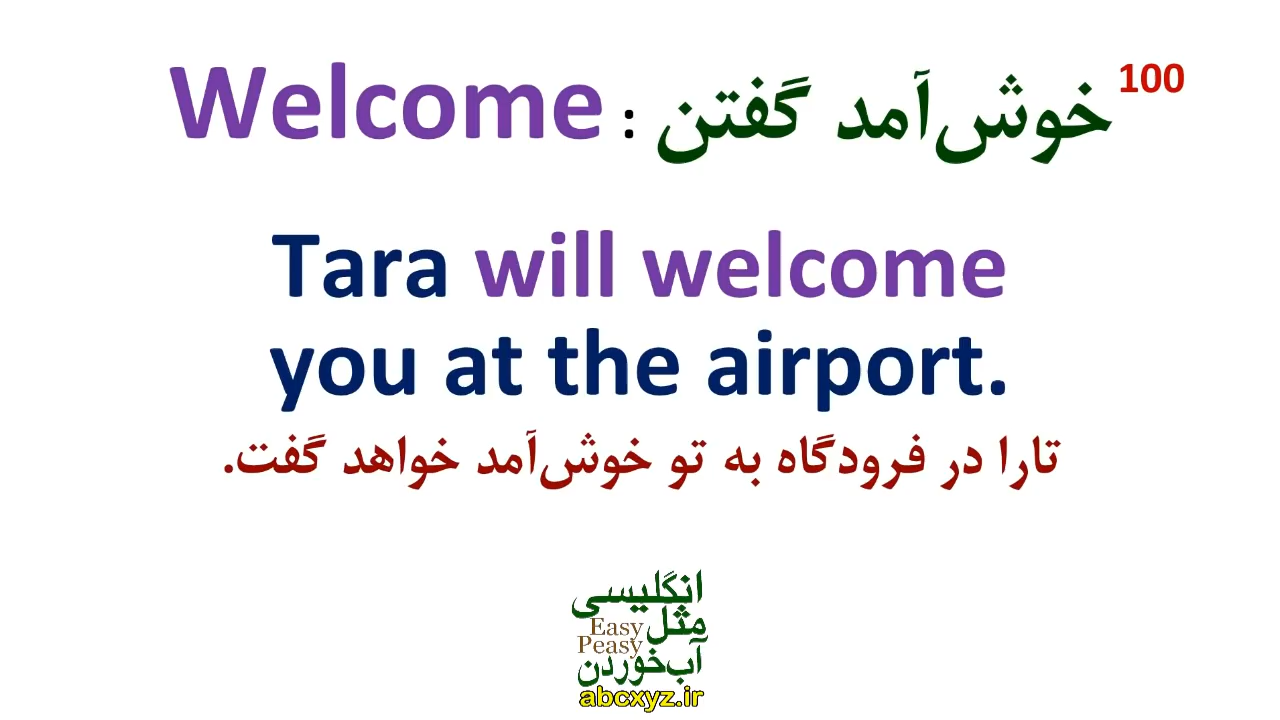 Welcome : خوش‌آمد گفتن 100
Tara will welcome
you at the airport.
تارا در فرودگاه به تو خوش‌آمد خواهد گفت.
انگلیسی
مثل Easy
Peasy
آب‌خوردن
abcxyz.ir